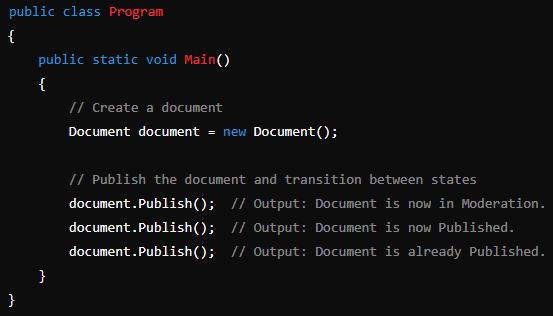 public class Program
{
    public static void Main()
    {
        // Create a document
        Document document = new Document();

        // Publish the document and transition between states
        document.Publish();  // Output: Document is now in Moderation.
        document.Publish();  // Output: Document is now Published.
        document.Publish();  // Output: Document is already Published.
    }
}